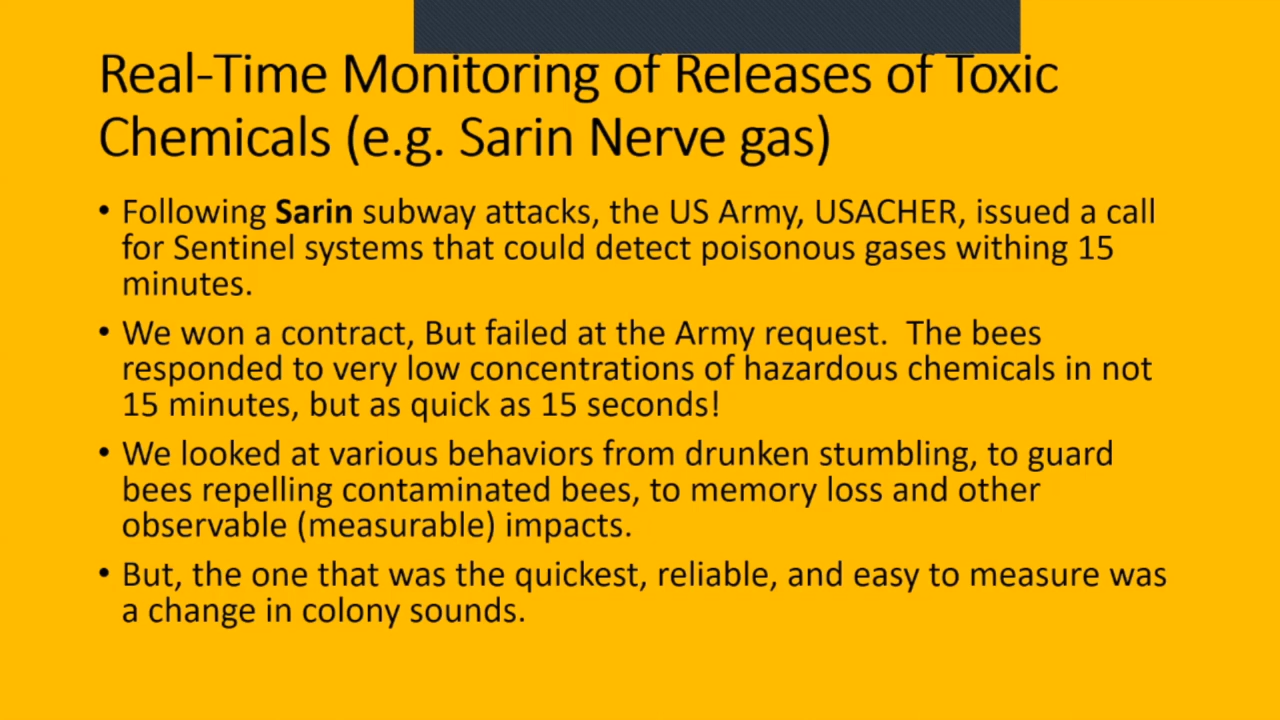 Real-Time Monitoring of Releases of Toxic
Chemicals (e.g. Sarin Nerve gas)
• Following Sarin subway attacks, the US Army, USACHER, issued a call
for Sentinel systems that could detect poisonous gases withing 15
minutes.
• We won a contract, But failed at the Army request.  The bees
responded to very low concentrations of hazardous chemicals in not
15 minutes, but as quick as 15 seconds!
• We looked at various behaviors from drunken stumbling, to guard
bees repelling contaminated bees, to memory loss and other
observable (measurable) impacts.
• But, the one that was the quickest, reliable, and easy to measure was
a change in colony sounds.